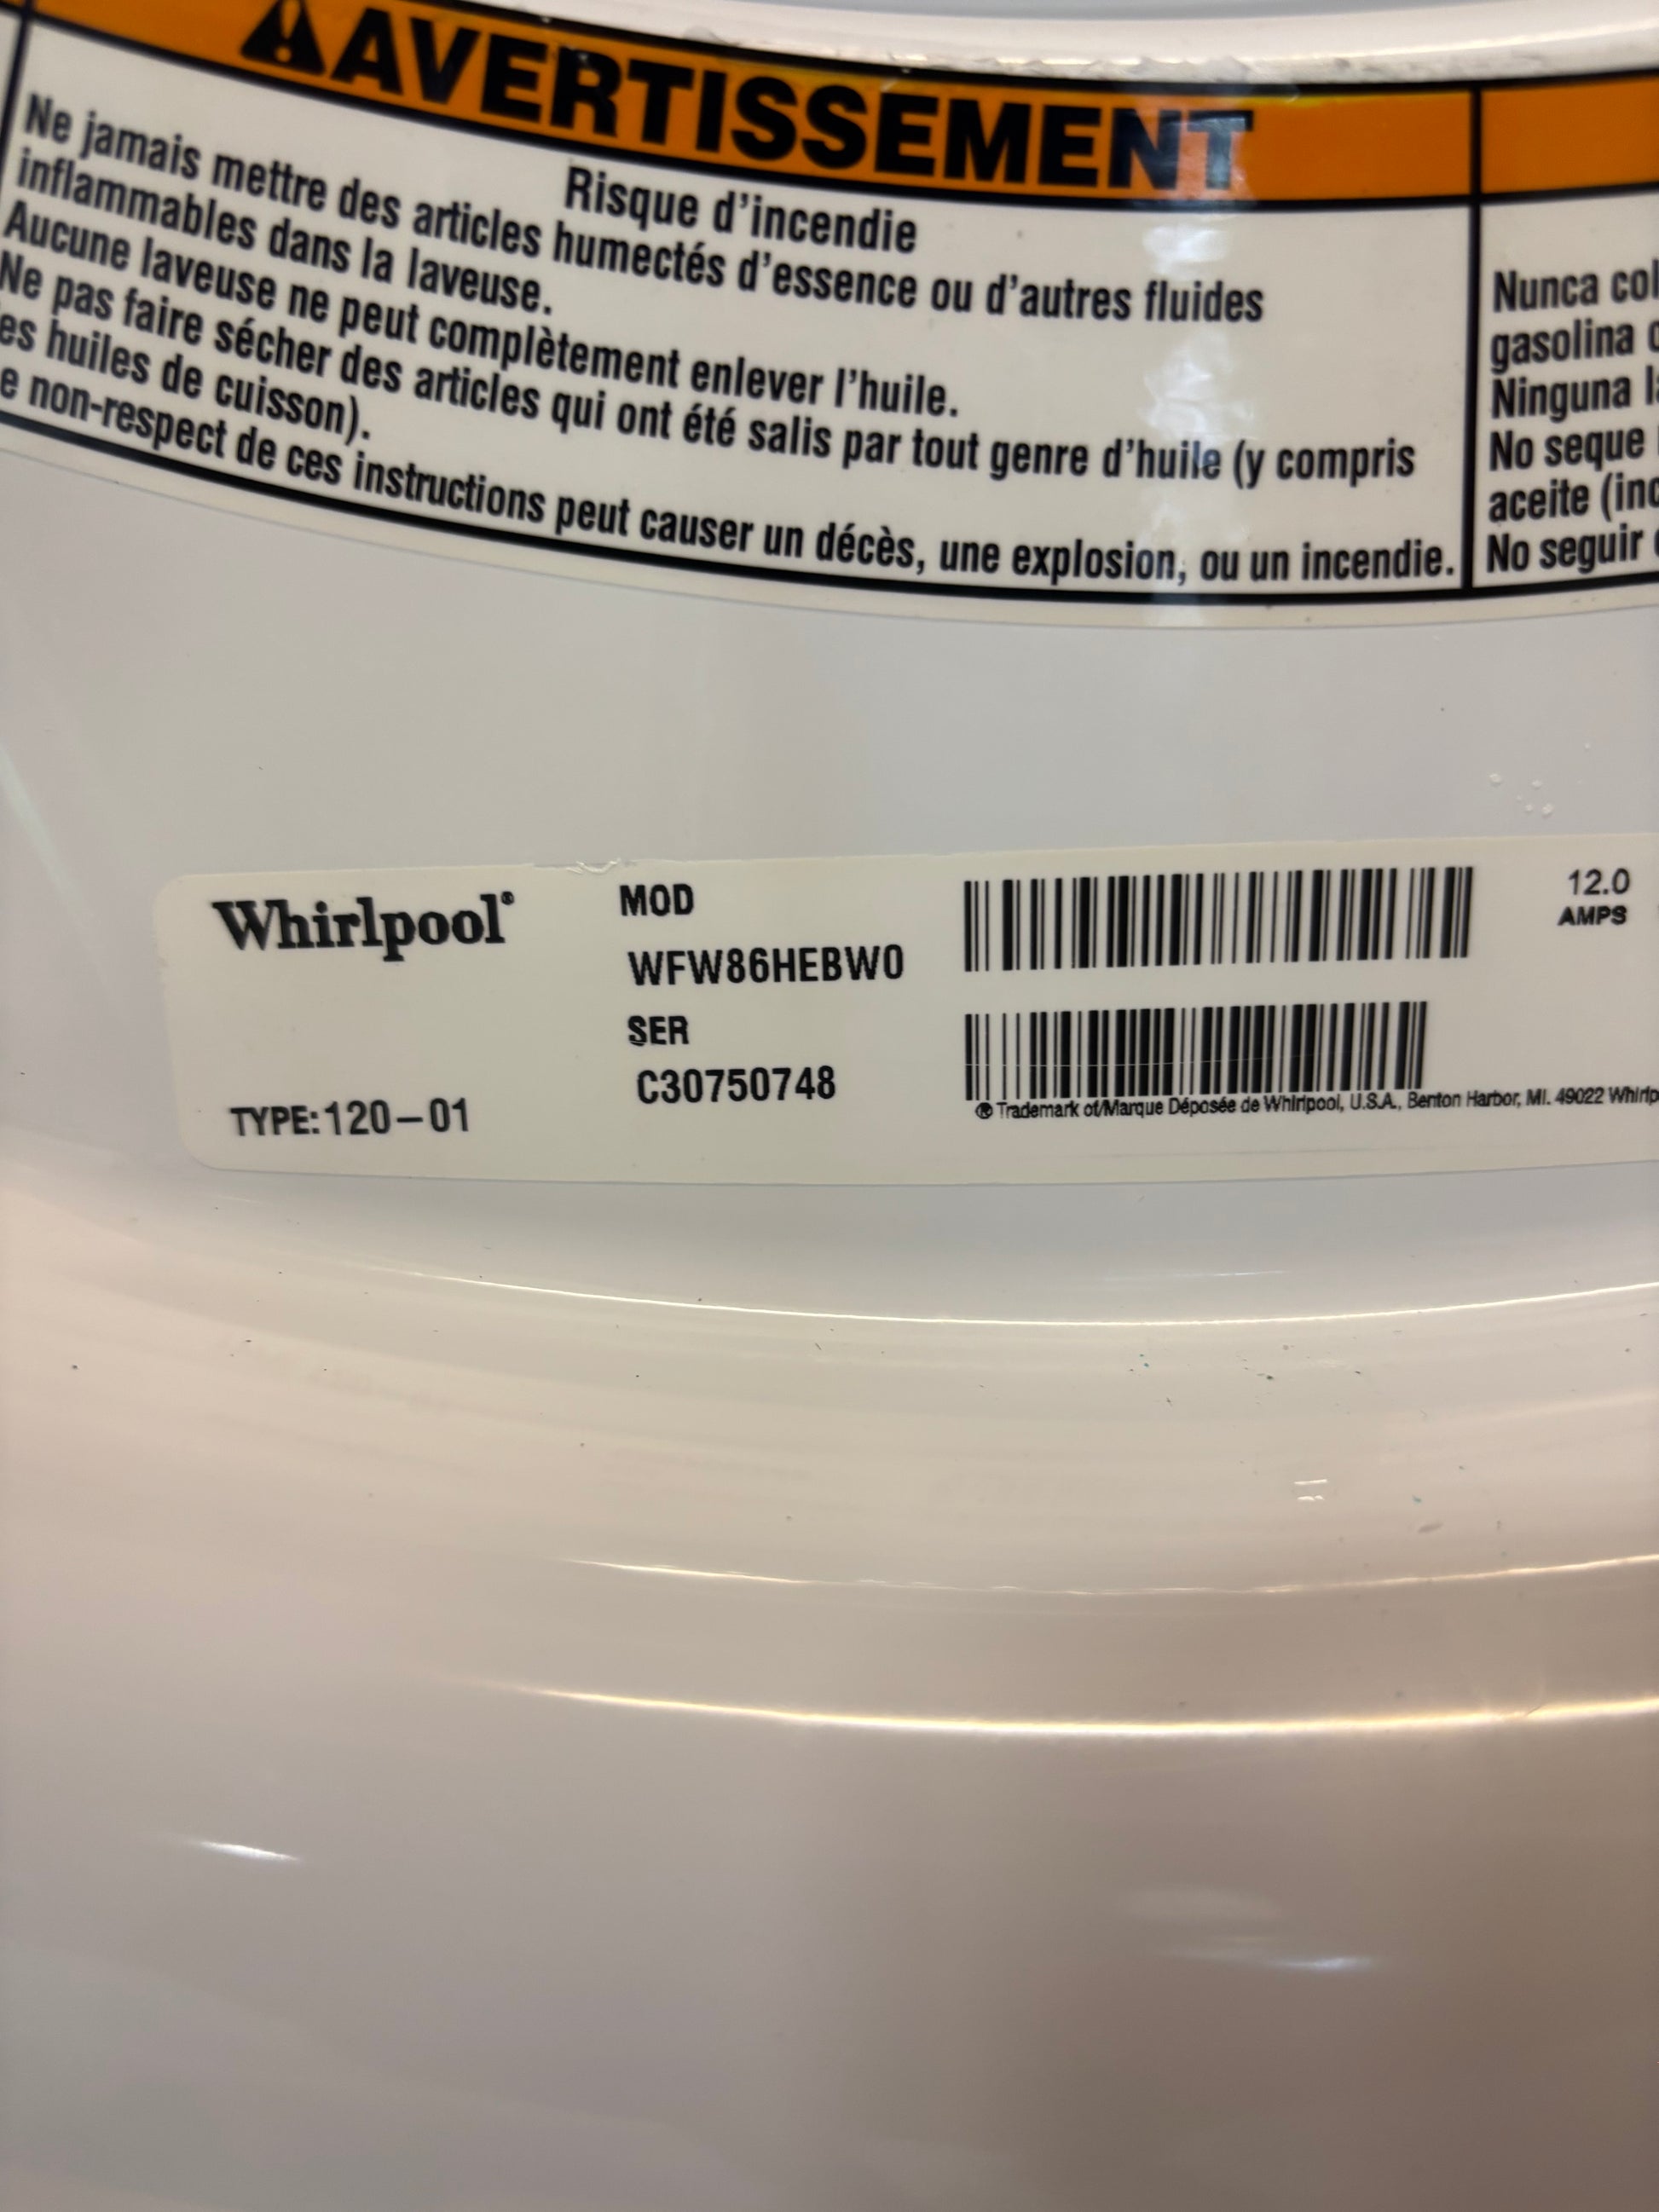 AVERTISSEMENT
Risque d'incendie
Ne jamais mettre des articles humectés d'essence ou d'autres fluides
inflammables dans la laveuse.
Aucune laveuse ne peut complètement enlever l'huile.
Ne pas faire sécher des articles qui ont été salis par tout genre d'huile (y compris
es huiles de cuisson).
e non-respect de ces instructions peut causer un décès, une explosion, ou un incendie.
Nunca col
gasolina
Ninguna l
No seque
aceite (inc
No seguir
Whirlpool®
TYPE:120-01
MOD
WFW86HEBW0
SER
C30750748
12.0
AMPS
® Trademark of/Marque Déposée de Whirlpool, U.S.A., Benton Harbor, MI. 49022 Whirlp